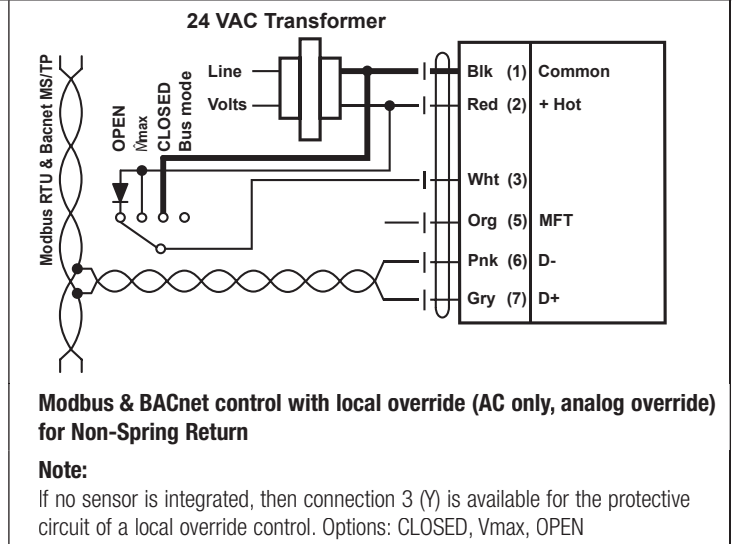 24 VAC Transformer
Modbus RTU & Bacnet MS/TP
OPEN
V̂max
CLOSED
Bus mode
Line
Volts
Blk (1) Common
Red (2) + Hot
Wht (3)
Org (5) MFT
Pnk (6) D-
Gry (7) D+
Modbus & BACnet control with local override (AC only, analog override)
for Non-Spring Return
Note:
If no sensor is integrated, then connection 3 (Y) is available for the protective
circuit of a local override control. Options: CLOSED, Vmax, OPEN